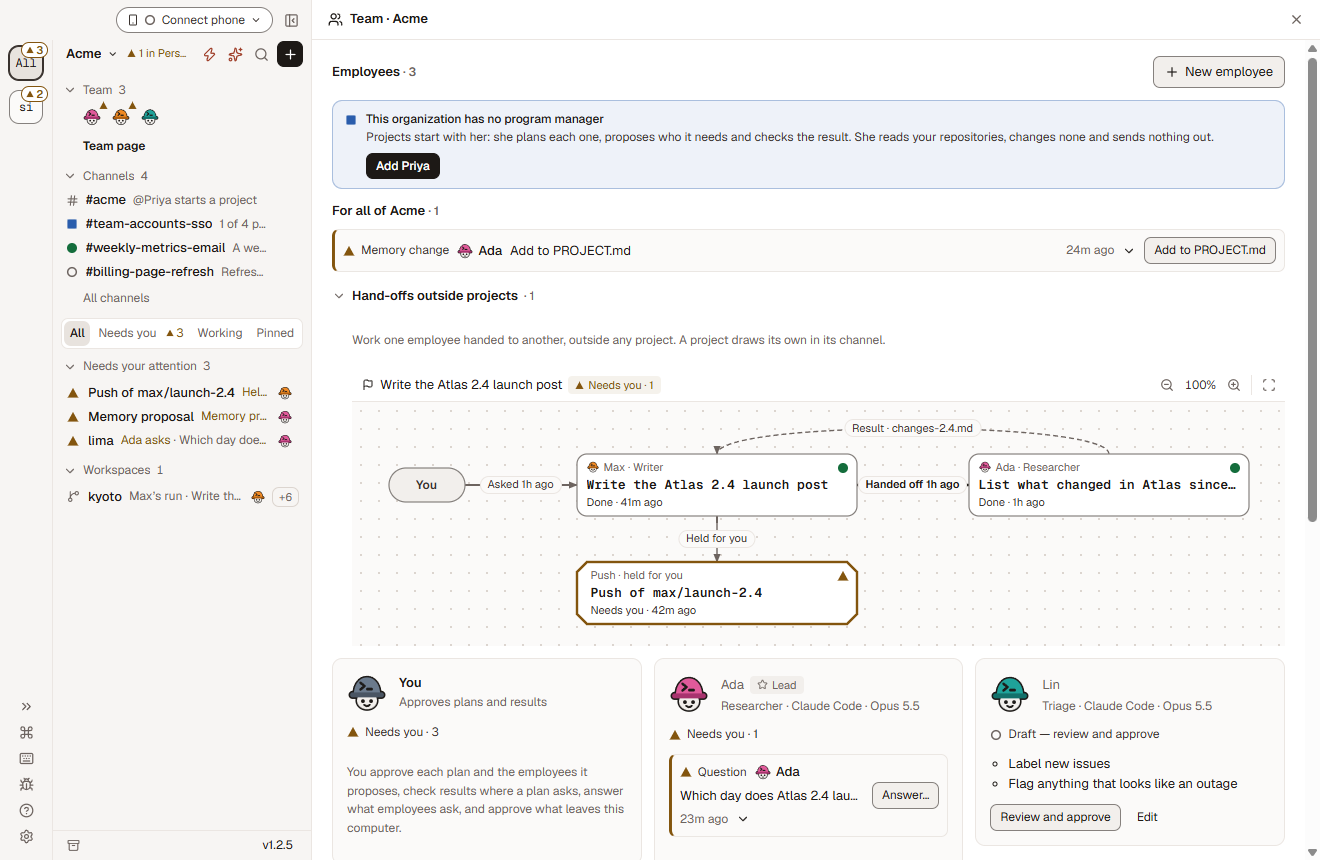 Connect phone
Team · Acme
All
3
si
2
Acme
1 in Pers...
Team 3
Team page
Channels 4
#acme @Priya starts a project
#team-accounts-sso 1 of 4 p...
#weekly-metrics-email A we...
#billing-page-refresh Refres...
All channels
All Needs you 3 Working Pinned
Needs your attention 3
Push of max/launch-2.4 Hel...
Memory proposal Memory pr...
lima Ada asks · Which day doe...
Workspaces 1
kyoto Max's run · Write th... +6
v1.2.5
Employees · 3
New employee
This organization has no program manager
Projects start with her: she plans each one, proposes who it needs and checks the result. She reads your repositories, changes none and sends nothing out.
Add Priya
For all of Acme · 1
Memory change Ada Add to PROJECT.md 24m ago Add to PROJECT.md
Hand-offs outside projects · 1
Work one employee handed to another, outside any project. A project draws its own in its channel.
Write the Atlas 2.4 launch post Needs you · 1 100%
Result · changes-2.4.md
You
Asked 1h ago
Max · Writer
Write the Atlas 2.4 launch post
Done · 41m ago
Handed off 1h ago
Ada · Researcher
List what changed in Atlas since...
Done · 1h ago
Held for you
Push · held for you
Push of max/launch-2.4
Needs you · 42m ago
You
Approves plans and results
Needs you · 3
You approve each plan and the employees it
proposes, check results where a plan asks, answer
what employees ask, and approve what leaves this
computer.
Ada Lead
Researcher · Claude Code · Opus 5.5
Needs you · 1
Question Ada
Which day does Atlas 2.4 lau... Answer...
23m ago
Lin
Triage · Claude Code · Opus 5.5
Draft — review and approve
Label new issues
Flag anything that looks like an outage
Review and approve Edit